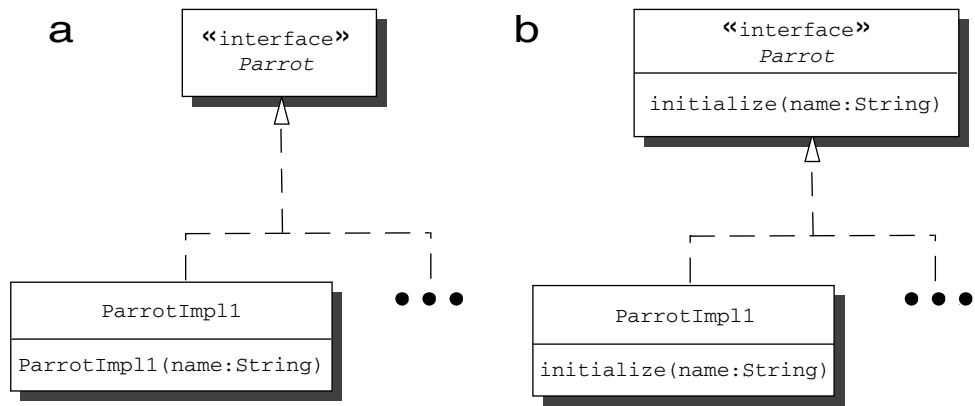 a
«interface»
Parrot
ParrotImpl1
ParrotImpl1(name:String)
b
«interface»
Parrot
initialize(name:String)
ParrotImpl1
initialize(name:String)